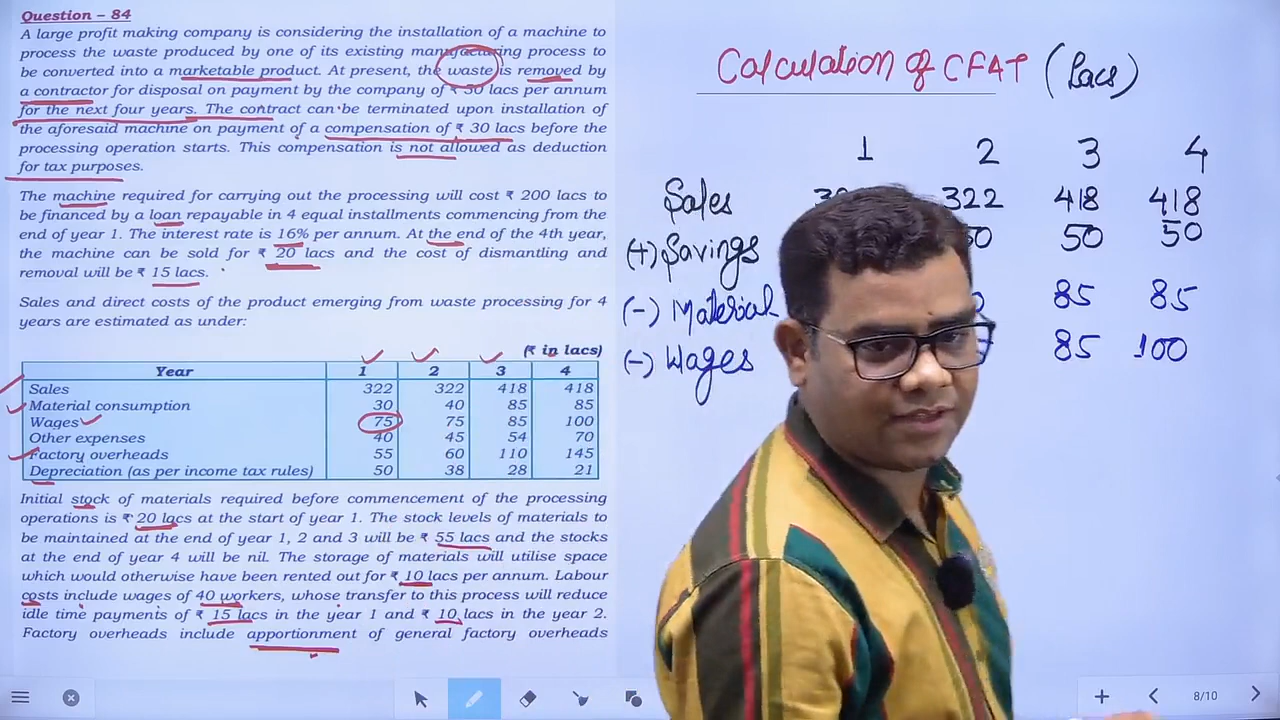 Question – 84
A large profit making company is considering the installation of a machine to
process the waste produced by one of its existing manufacturing process to
be converted into a marketable product. At present, the waste is removed by
a contractor for disposal on payment by the company of ₹ 50 lacs per annum
for the next four years. The contract can be terminated upon installation of
the aforesaid machine on payment of a compensation of ₹ 30 lacs before the
processing operation starts. This compensation is not allowed as deduction
for tax purposes.
The machine required for carrying out the processing will cost ₹ 200 lacs to
be financed by a loan repayable in 4 equal installments commencing from the
end of year 1. The interest rate is 16% per annum. At the end of the 4th year,
the machine can be sold for ₹ 20 lacs and the cost of dismantling and
removal will be ₹ 15 lacs.
Sales and direct costs of the product emerging from waste processing for 4
years are estimated as under:
(₹ in lacs)
Year 1 2 3 4
Sales 322 322 418 418
Material consumption 30 40 85 85
Wages 75 75 85 100
Other expenses 40 45 54 70
Factory overheads 55 60 110 145
Depreciation (as per income tax rules) 50 38 28 21
Initial stock of materials required before commencement of the processing
operations is ₹ 20 lacs at the start of year 1. The stock levels of materials to
be maintained at the end of year 1, 2 and 3 will be ₹ 55 lacs and the stocks
at the end of year 4 will be nil. The storage of materials will utilise space
which would otherwise have been rented out for ₹ 10 lacs per annum. Labour
costs include wages of 40 workers, whose transfer to this process will reduce
idle time payments of ₹ 15 lacs in the year 1 and ₹ 10 lacs in the year 2.
Factory overheads include apportionment of general factory overheads
Calculation of CFAT (Lacs)
1 2 3 4
Sales 322 418 418
(+) Savings 50 50
(-) Material 85 85
(-) Wages 85 100
8/10